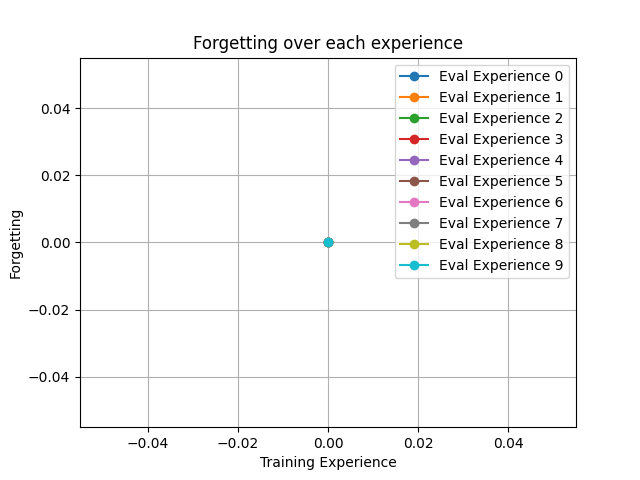 Forgetting over each experience
Eval Experience 0
Eval Experience 1
Eval Experience 2
Eval Experience 3
Eval Experience 4
Eval Experience 5
Eval Experience 6
Eval Experience 7
Eval Experience 8
Eval Experience 9
Forgetting
0.04
0.02
0.00
−0.02
−0.04
−0.04 −0.02 0.00 0.02 0.04
Training Experience